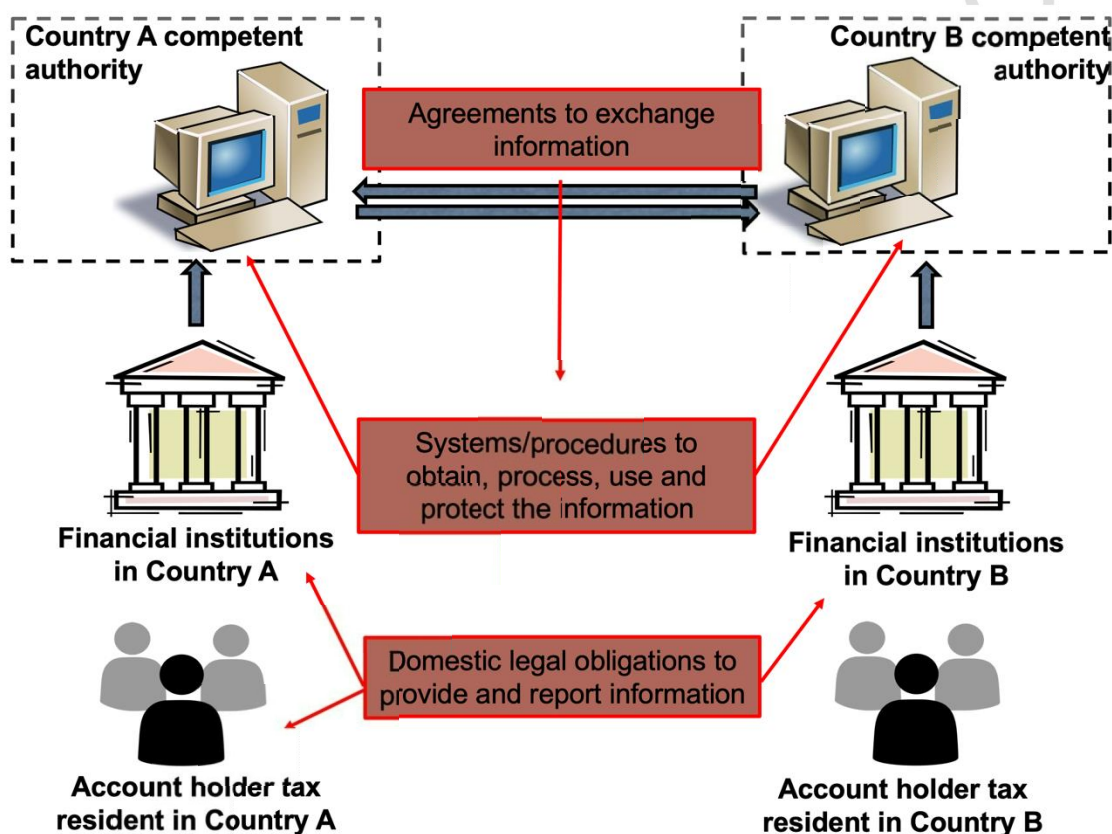 Country A competent
authority
Country B competent
authority
Agreements to exchange
information
Systems/procedures to
obtain, process, use and
protect the information
Financial institutions
in Country A
Financial institutions
in Country B
Domestic legal obligations to
provide and report information
Account holder tax
resident in Country A
Account holder tax
resident in Country B